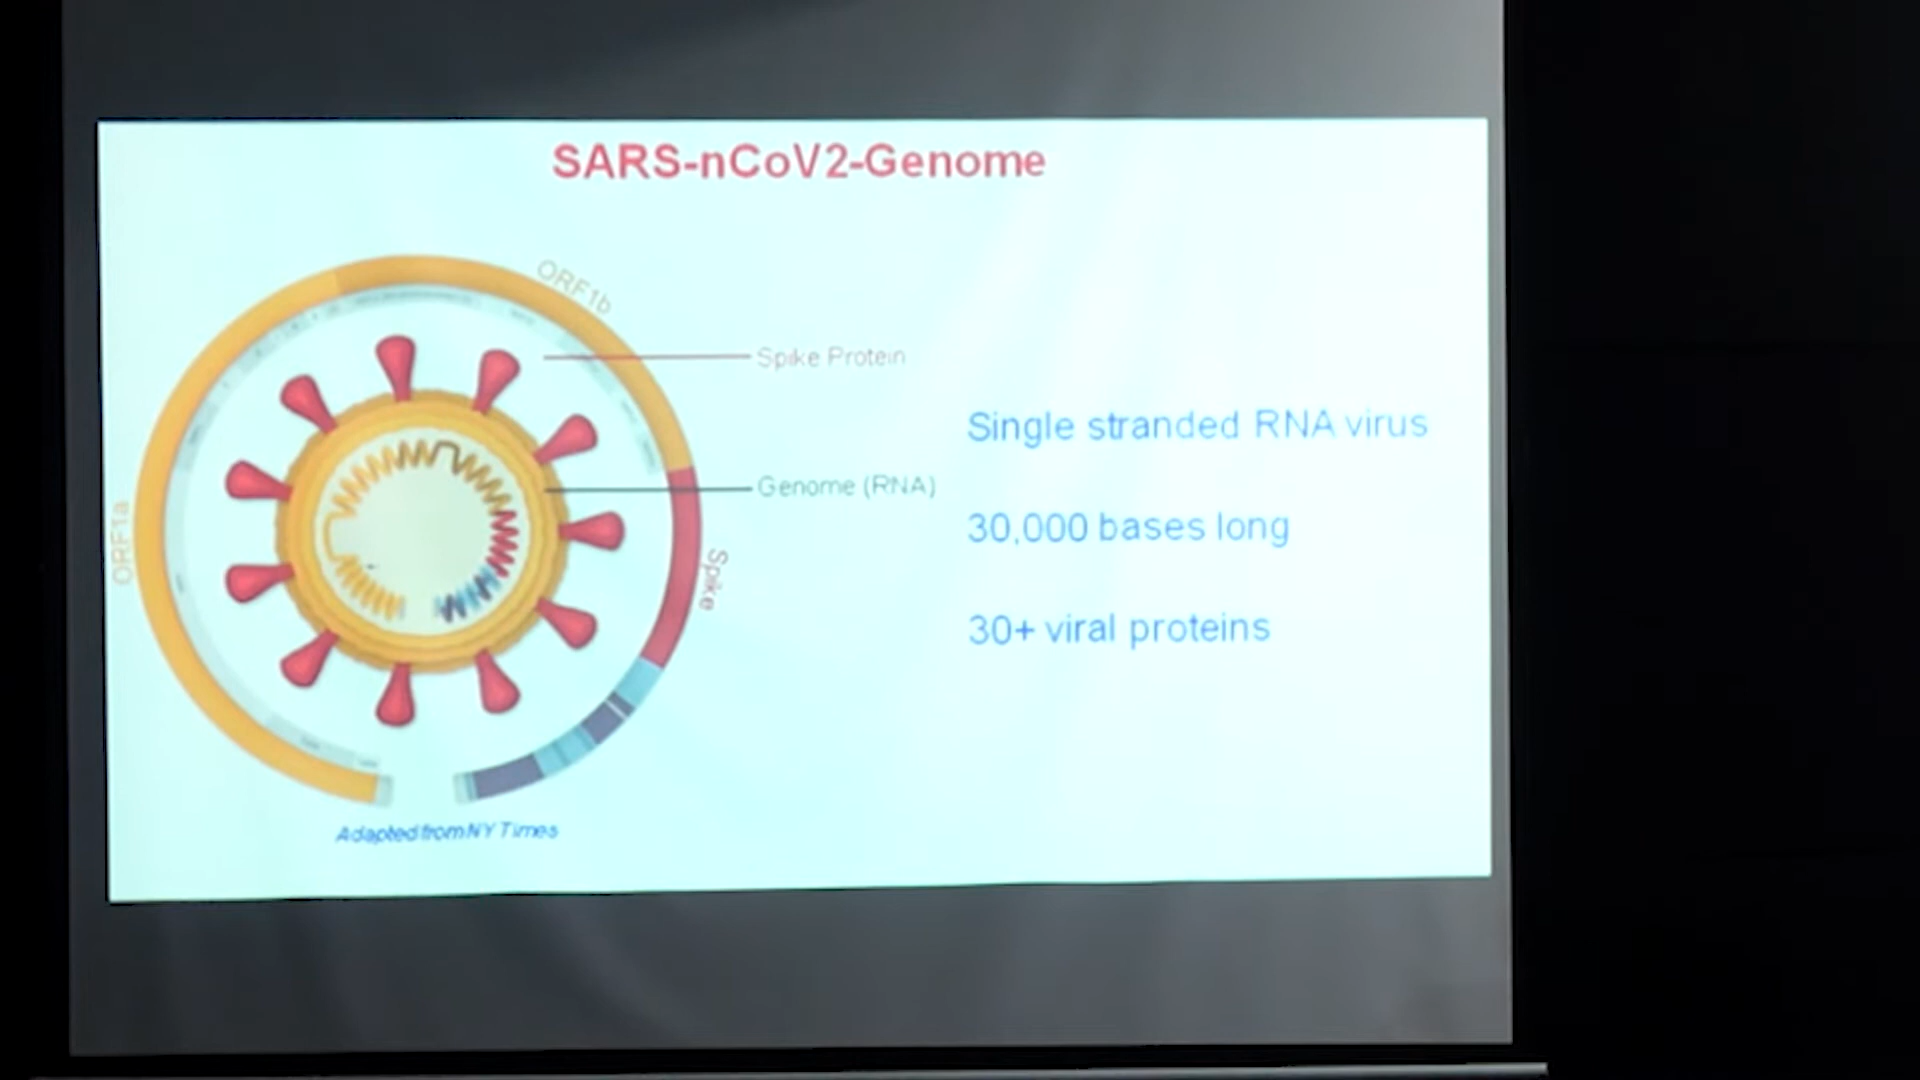 SARS-nCoV2-Genome
ORF1b
Spike Protein
Single stranded RNA virus
Genome (RNA)
ORF1a
30,000 bases long
Spike
30+ viral proteins
Adapted from NY Times